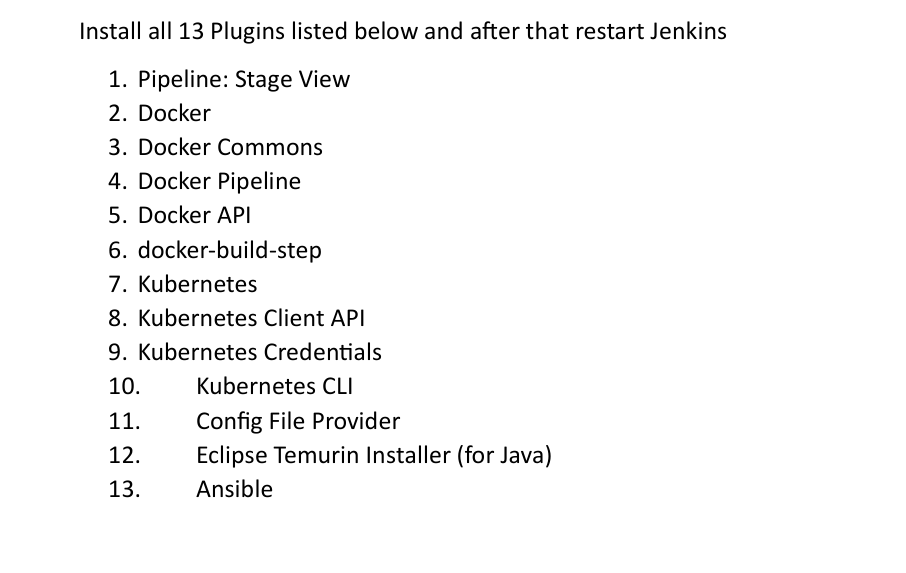 Install all 13 Plugins listed below and after that restart Jenkins
1. Pipeline: Stage View
2. Docker
3. Docker Commons
4. Docker Pipeline
5. Docker API
6. docker-build-step
7. Kubernetes
8. Kubernetes Client API
9. Kubernetes Credentials
10. Kubernetes CLI
11. Config File Provider
12. Eclipse Temurin Installer (for Java)
13. Ansible